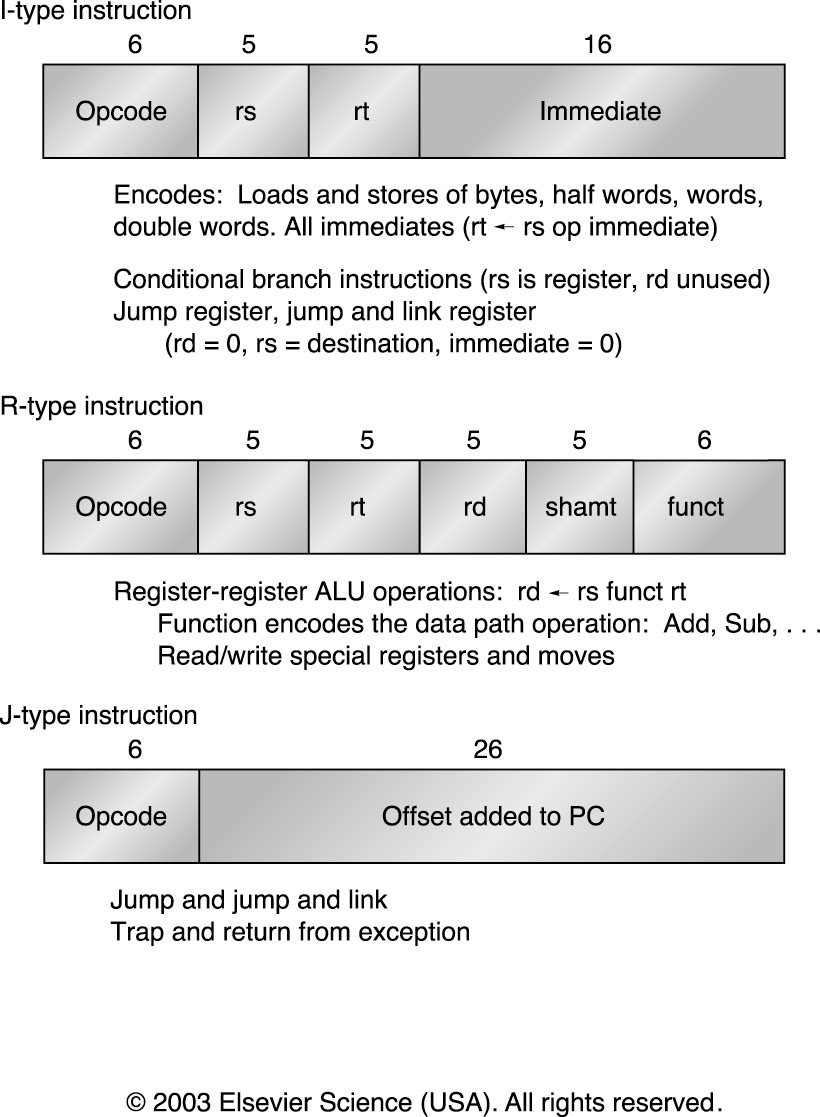 I-type instruction
6 5 5 16
Opcode rs rt Immediate
Encodes: Loads and stores of bytes, half words, words,
double words. All immediates (rt ← rs op immediate)
Conditional branch instructions (rs is register, rd unused)
Jump register, jump and link register
(rd = 0, rs = destination, immediate = 0)
R-type instruction
6 5 5 5 5 6
Opcode rs rt rd shamt funct
Register-register ALU operations: rd ← rs funct rt
Function encodes the data path operation: Add, Sub, . . .
Read/write special registers and moves
J-type instruction
6 26
Opcode Offset added to PC
Jump and jump and link
Trap and return from exception
© 2003 Elsevier Science (USA). All rights reserved.